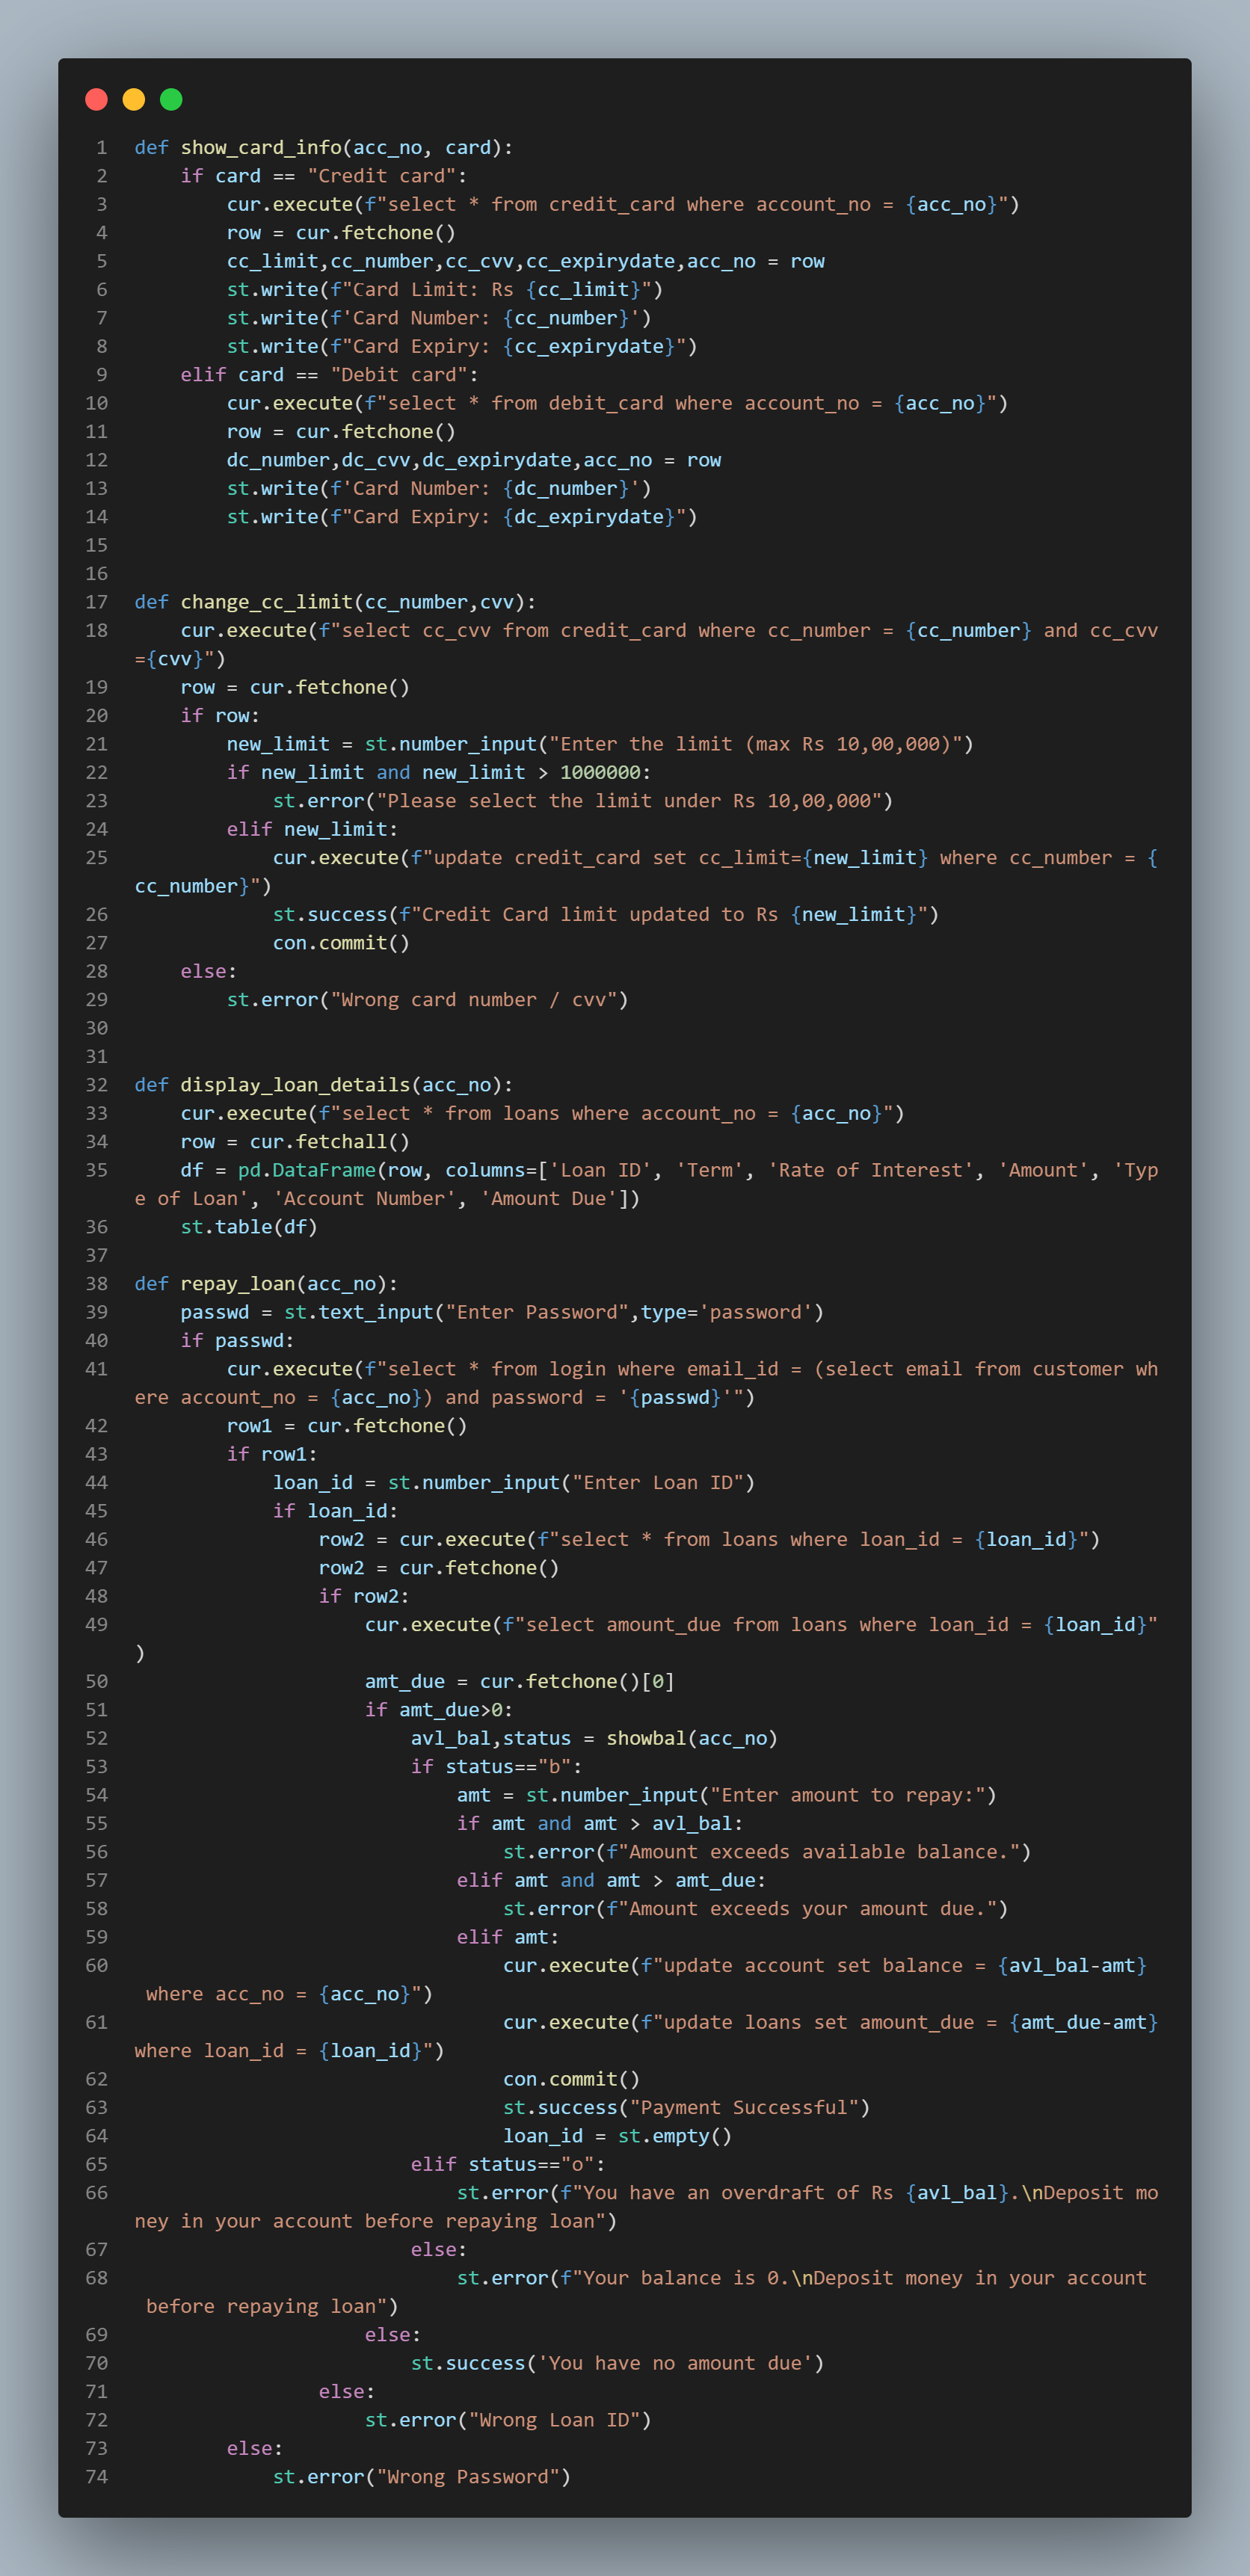 1 def show_card_info(acc_no, card):
2     if card == "Credit card":
3         cur.execute(f"select * from credit_card where account_no = {acc_no}")
4         row = cur.fetchone()
5         cc_limit,cc_number,cc_cvv,cc_expirydate,acc_no = row
6         st.write(f"Card Limit: Rs {cc_limit}")
7         st.write(f'Card Number: {cc_number}')
8         st.write(f"Card Expiry: {cc_expirydate}")
9     elif card == "Debit card":
10         cur.execute(f"select * from debit_card where account_no = {acc_no}")
11         row = cur.fetchone()
12         dc_number,dc_cvv,dc_expirydate,acc_no = row
13         st.write(f'Card Number: {dc_number}')
14         st.write(f"Card Expiry: {dc_expirydate}")
15
16
17 def change_cc_limit(cc_number,cvv):
18     cur.execute(f"select cc_cvv from credit_card where cc_number = {cc_number} and cc_cvv
={cvv}")
19     row = cur.fetchone()
20     if row:
21         new_limit = st.number_input("Enter the limit (max Rs 10,00,000)")
22         if new_limit and new_limit > 1000000:
23             st.error("Please select the limit under Rs 10,00,000")
24         elif new_limit:
25             cur.execute(f"update credit_card set cc_limit={new_limit} where cc_number = {
cc_number}")
26             st.success(f"Credit Card limit updated to Rs {new_limit}")
27             con.commit()
28     else:
29         st.error("Wrong card number / cvv")
30
31
32 def display_loan_details(acc_no):
33     cur.execute(f"select * from loans where account_no = {acc_no}")
34     row = cur.fetchall()
35     df = pd.DataFrame(row, columns=['Loan ID', 'Term', 'Rate of Interest', 'Amount', 'Typ
e of Loan', 'Account Number', 'Amount Due'])
36     st.table(df)
37
38 def repay_loan(acc_no):
39     passwd = st.text_input("Enter Password",type='password')
40     if passwd:
41         cur.execute(f"select * from login where email_id = (select email from customer wh
ere account_no = {acc_no}) and password = '{passwd}'")
42         row1 = cur.fetchone()
43         if row1:
44             loan_id = st.number_input("Enter Loan ID")
45             if loan_id:
46                 row2 = cur.execute(f"select * from loans where loan_id = {loan_id}")
47                 row2 = cur.fetchone()
48                 if row2:
49                     cur.execute(f"select amount_due from loans where loan_id = {loan_id}"
)
50                     amt_due = cur.fetchone()[0]
51                     if amt_due>0:
52                         avl_bal,status = showbal(acc_no)
53                         if status=="b":
54                             amt = st.number_input("Enter amount to repay:")
55                             if amt and amt > avl_bal:
56                                 st.error(f"Amount exceeds available balance.")
57                             elif amt and amt > amt_due:
58                                 st.error(f"Amount exceeds your amount due.")
59                             elif amt:
60                                 cur.execute(f"update account set balance = {avl_bal-amt}
 where acc_no = {acc_no}")
61                                 cur.execute(f"update loans set amount_due = {amt_due-amt}
where loan_id = {loan_id}")
62                                 con.commit()
63                                 st.success("Payment Successful")
64                                 loan_id = st.empty()
65                         elif status=="o":
66                             st.error(f"You have an overdraft of Rs {avl_bal}.\nDeposit mo
ney in your account before repaying loan")
67                         else:
68                             st.error(f"Your balance is 0.\nDeposit money in your account
 before repaying loan")
69                     else:
70                         st.success('You have no amount due')
71                 else:
72                     st.error("Wrong Loan ID")
73         else:
74             st.error("Wrong Password")